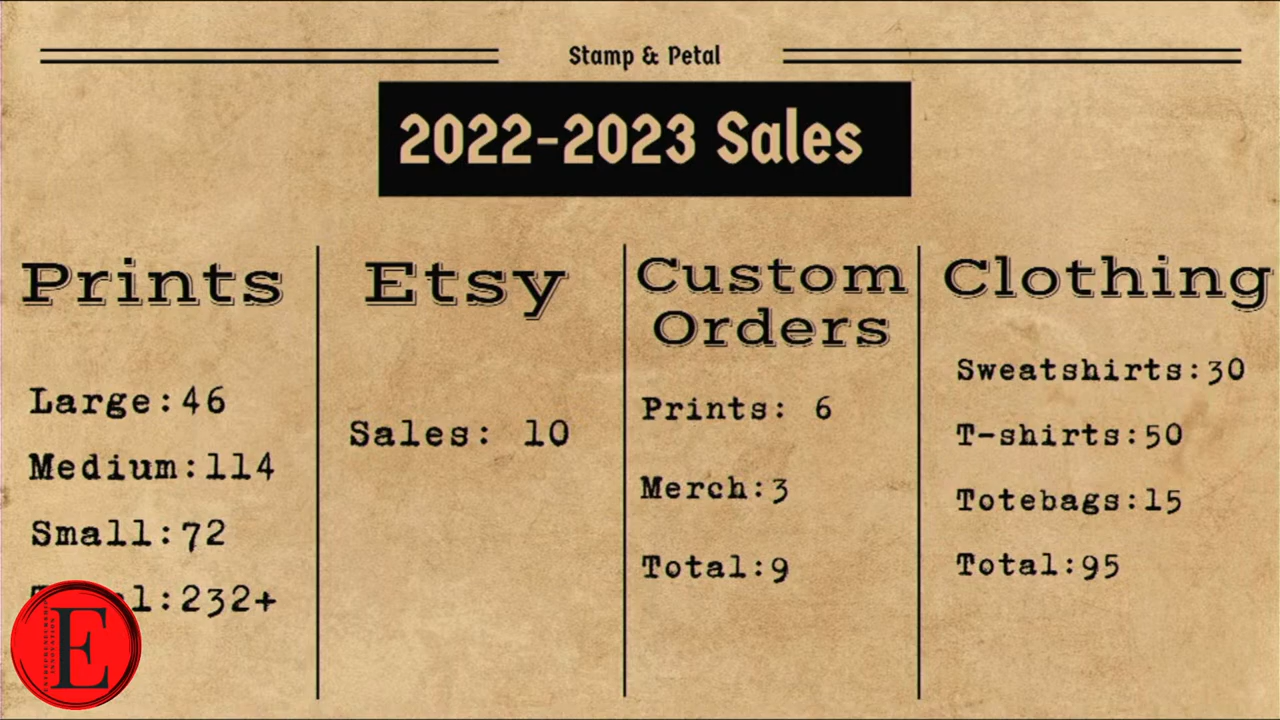 Stamp & Petal
2022-2023 Sales
Prints
Large:46
Medium:114
Small:72
l:232+
Etsy
Sales: 10
Custom
Orders
Prints: 6
Merch:3
Total:9
Clothing
Sweatshirts:30
T-shirts:50
Totebags:15
Total:95
E